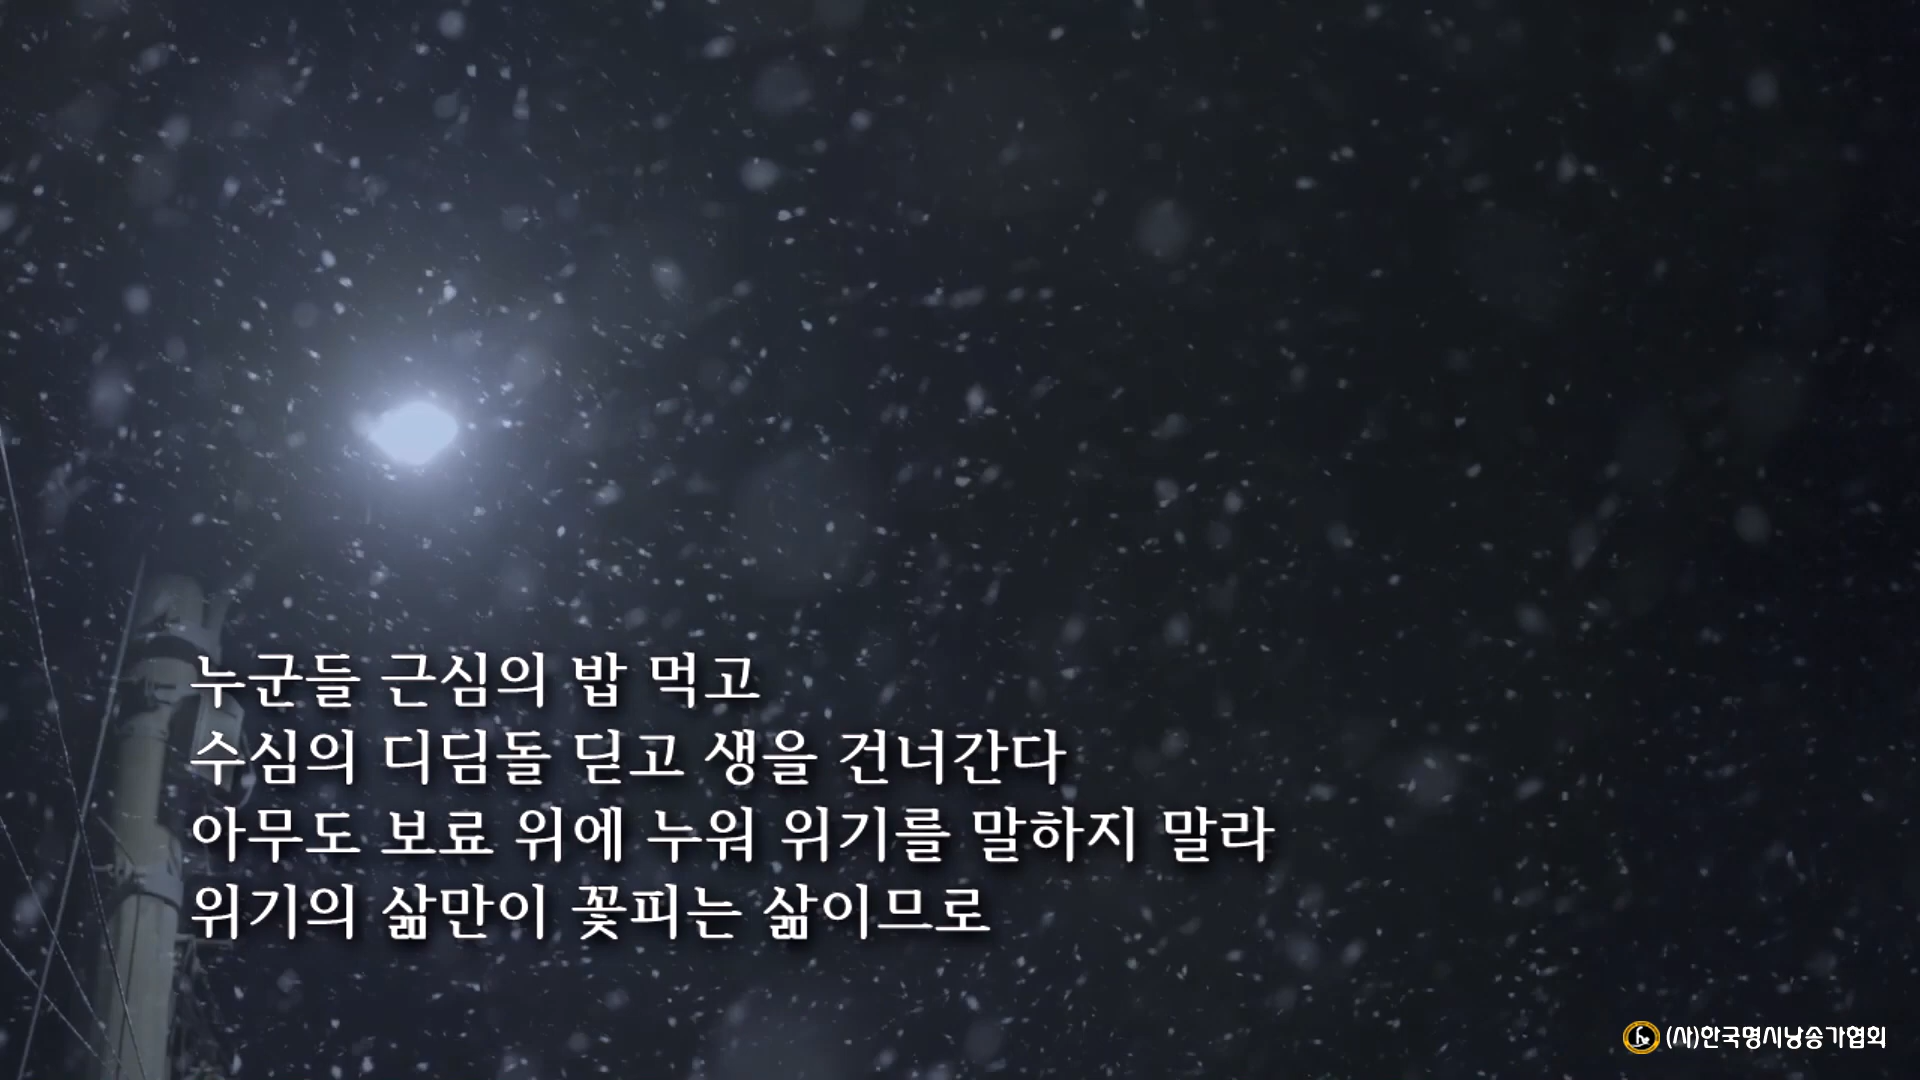 누군들 근심의 밥 먹고
수심의 디딤돌 딛고 생을 건너간다
아무도 보료 위에 누워 위기를 말하지 말라
위기의 삶만이 꽃피는 삶이므로
(사)한국명시낭송가협회